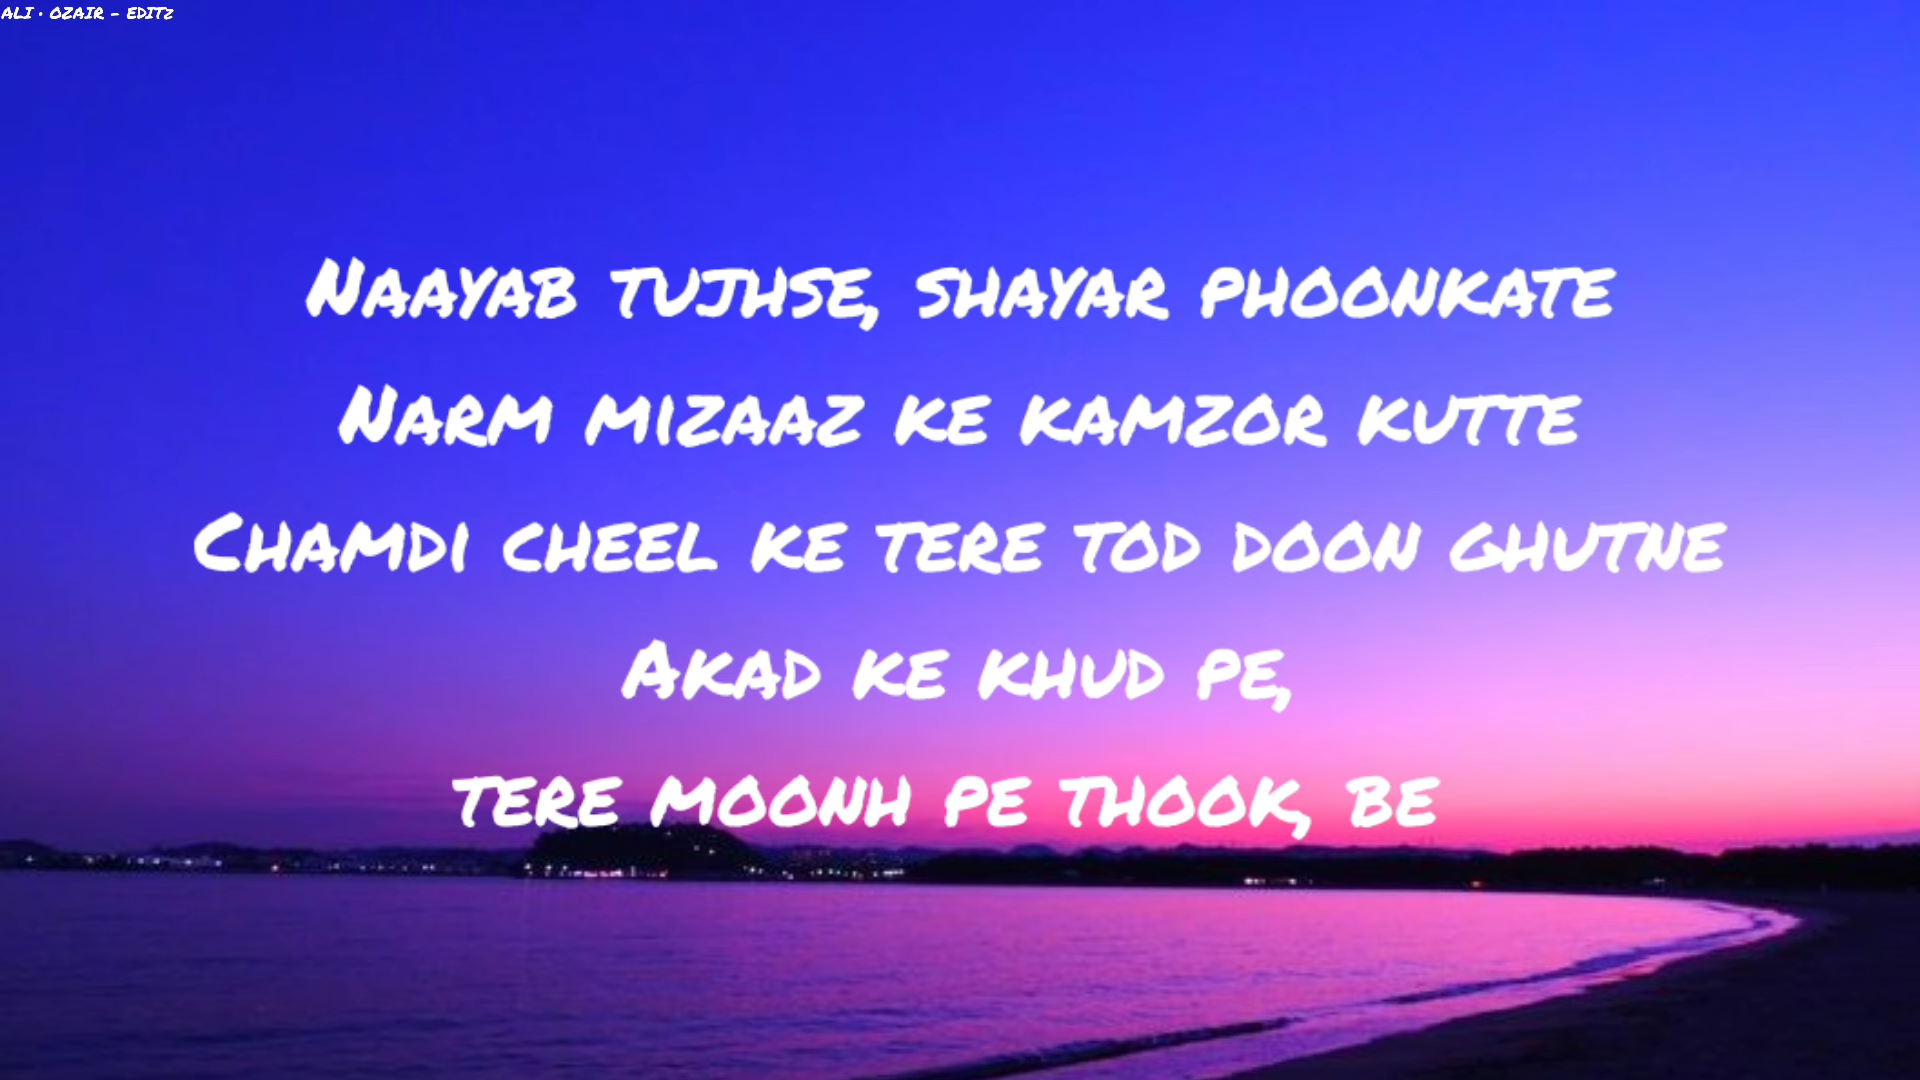 ALI · OZAIR - EDITZ
Naayab tujhse, shayar phoonkate
Narm mizaaz ke kamzor kutte
Chamdi cheel ke tere tod doon ghutne
Akad ke khud pe,
tere moonh pe thook, be